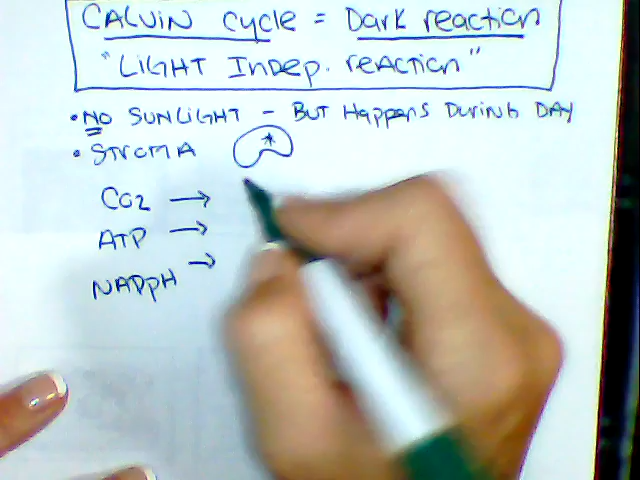 CALVIN cycle = Dark reaction
"LIGHT Indep. reaction"
• NO SUNLIGHT - BUT Happens During DAY
• STROMA
CO2 →
ATP →
NADPH →